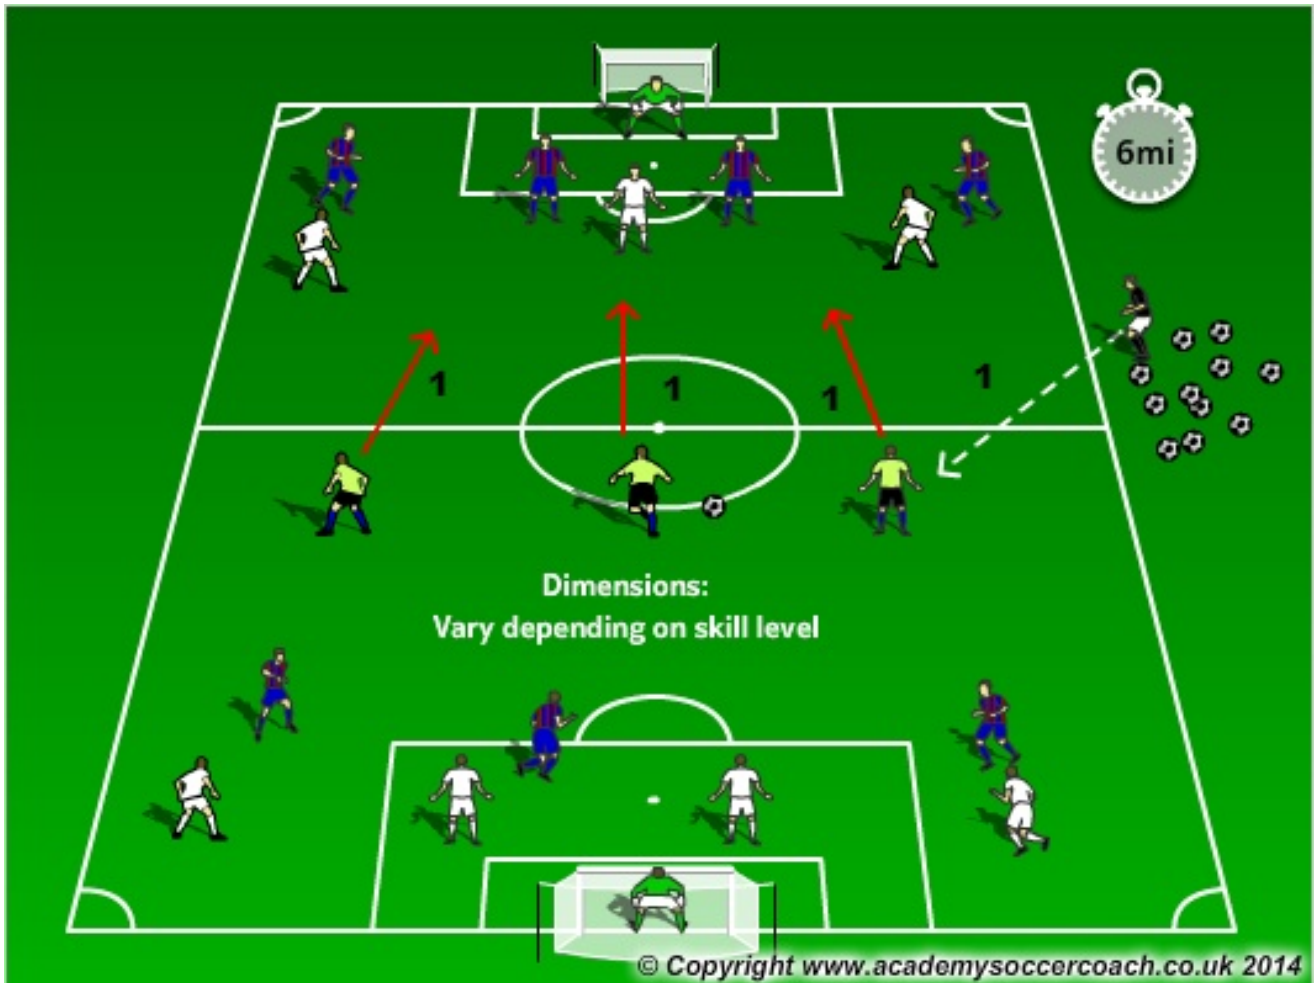 6mi
1
1
1
1
Dimensions:
Vary depending on skill level
© Copyright www.academysoccercoach.co.uk 2014